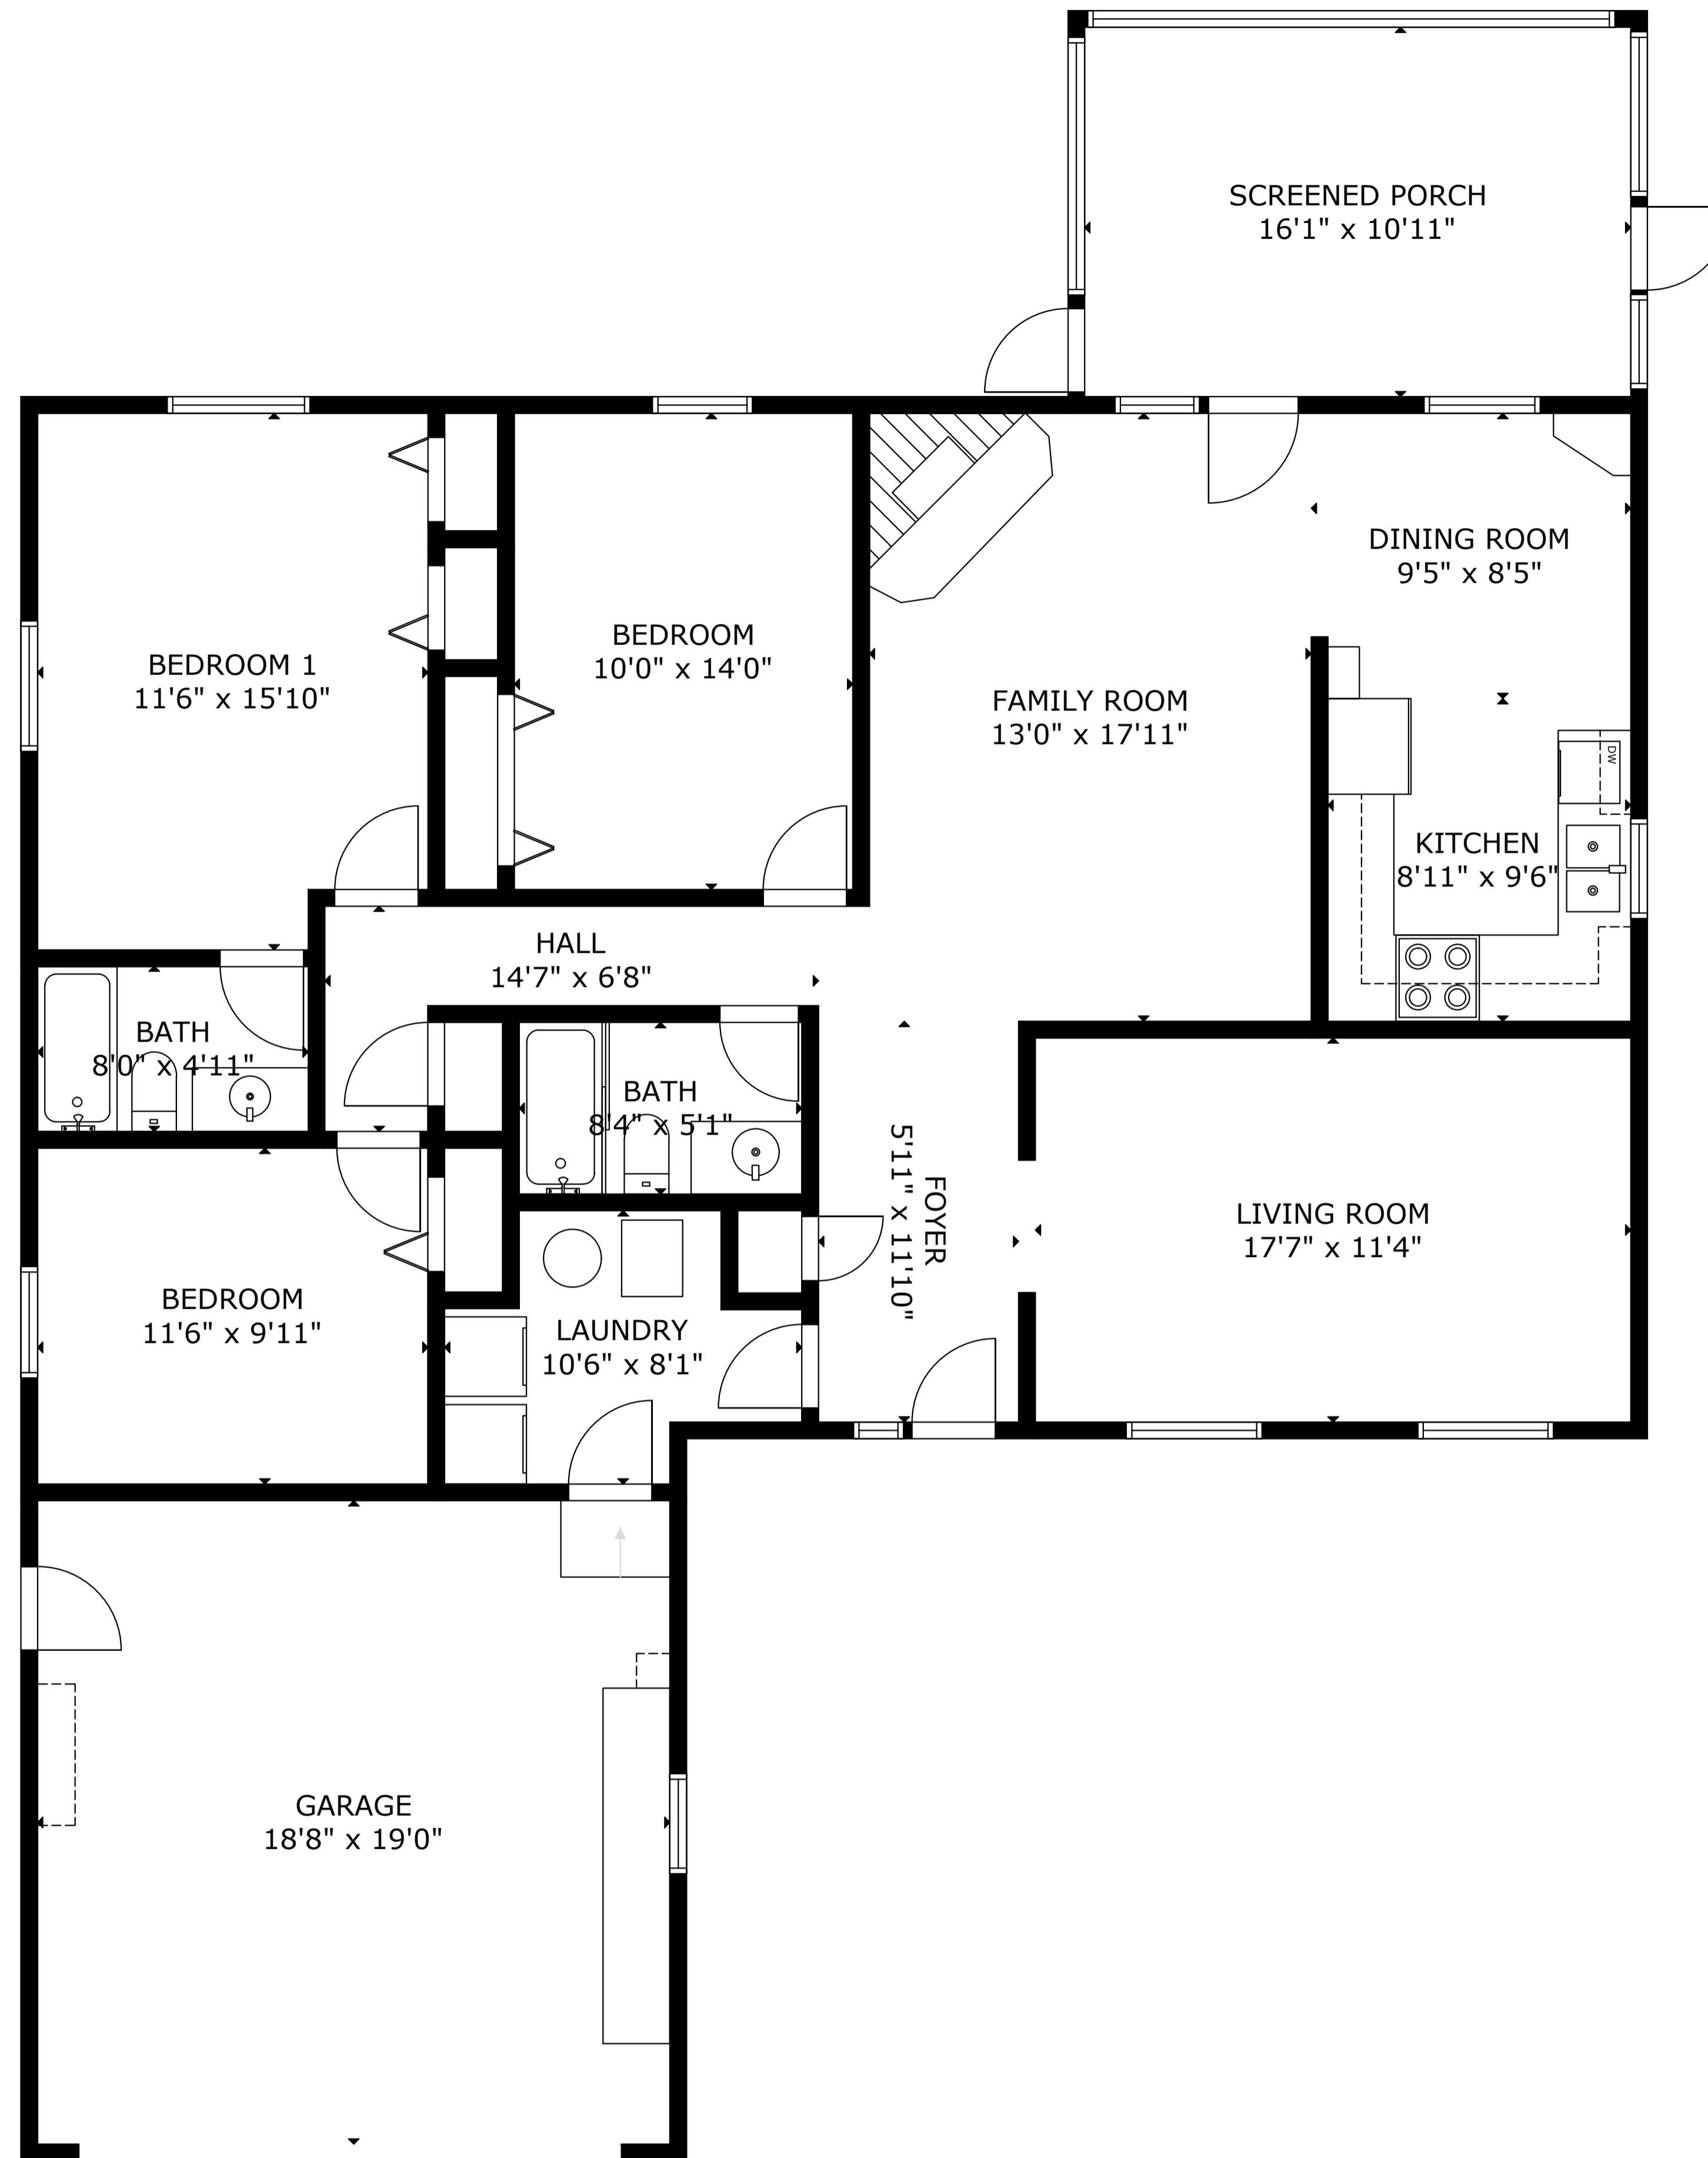 SCREENED PORCH
16'1" x 10'11"
DINING ROOM
9'5" x 8'5"
BEDROOM
10'0" x 14'0"
BEDROOM 1
11'6" x 15'10"
FAMILY ROOM
13'0" x 17'11"
DW
KITCHEN
8'11" x 9'6"
HALL
14'7" x 6'8"
BATH
8'0" x 4'11"
BATH
8'4" x 5'1"
FOYER
5'11" x 11'10"
LIVING ROOM
17'7" x 11'4"
BEDROOM
11'6" x 9'11"
LAUNDRY
10'6" x 8'1"
GARAGE
18'8" x 19'0"